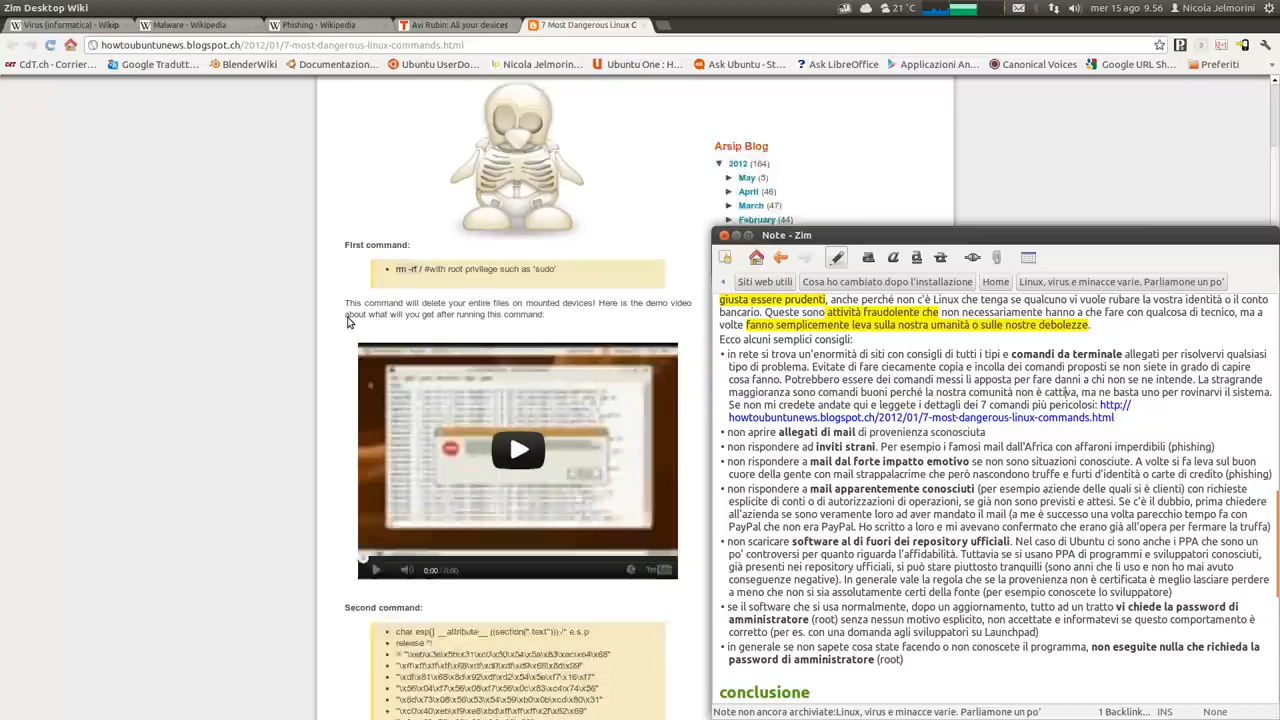 Zim Desktop Wiki
21°C
mer 15 ago 9.56
Nicola Jelmorini
Virus (informatica) - Wikip
Malware - Wikipedia
Phishing - Wikipedia
Avi Rubin: All your devices
7 Most Dangerous Linux C
howtoubuntunews.blogspot.ch/2012/01/7-most-dangerous-linux-commands.html
CdT.ch - Corrier...
Google Tradutt...
BlenderWiki
Documentazion...
Ubuntu UserDo...
Nicola Jelmorin...
Ubuntu One : H...
Ask Ubuntu - St...
Ask LibreOffice
Applicazioni An...
Canonical Voices
Google URL Sh...
Preferiti
Arsip Blog
▼ 2012 (164)
► May (5)
► April (46)
► March (47)
► February (44)
First command:
• rm -rf / #with root privilege such as 'sudo'
This command will delete your entire files on mounted devices! Here is the demo video
about what will you get after running this command:
0:00 / 0:00
Second command:
• char esp[] __attribute__ ((section(".text"))) /* e.s.p
• release */
Note - Zim
Siti web utili
Cosa ho cambiato dopo l'installazione
Home
Linux, virus e minacce varie. Parliamone un po'
giusta essere prudenti, anche perché non c'è Linux che tenga se qualcuno vi vuole rubare la vostra identità o il conto
bancario. Queste sono attività fraudolente che non necessariamente hanno a che fare con qualcosa di tecnico, ma a
volte fanno semplicemente leva sulla nostra umanità o sulle nostre debolezze.
Ecco alcuni semplici consigli:
• in rete si trova un'enormità di siti con consigli di tutti i tipi e comandi da terminale allegati per risolvervi qualsiasi
tipo di problema. Evitate di fare ciecamente copia e incolla dei comandi proposti se non siete in grado di capire
cosa fanno. Potrebbero essere dei comandi messi lì apposta per fare danni a chi non se ne intende. La stragrande
maggioranza sono comandi buoni perché la nostra comunità non è cattiva, ma ne basta uno per rovinarvi il sistema.
Se non mi credete andate qui e leggete i dettagli dei 7 comandi più pericolosi: http://
howtoubuntunews.blogspot.ch/2012/01/7-most-dangerous-linux-commands.html
• non aprire allegati di mail di provenienza sconosciuta
• non rispondere ad inviti strani. Per esempio i famosi mail dall'Africa con affaroni imperdibili (phishing)
• non rispondere a mail dal forte impatto emotivo se non sono situazioni conosciute. A volte si fa leva sul buon
cuore della gente con mail strappalacrime che però nascondono truffe e furti d'identità o carte di credito (phishing)
• non rispondere a mail apparentemente conosciuti (per esempio aziende delle quali si è clienti) con richieste
esplicite di conti o di autorizzazioni di operazioni, se già non sono previsti e attesi. Se c'è il dubbio, prima chiedere
all'azienda se sono veramente loro ad aver mandato il mail (a me è successo una volta parecchio tempo fa con
PayPal che non era PayPal. Ho scritto a loro e mi avevano confermato che erano già all'opera per fermare la truffa)
• non scaricare software al di fuori dei repository ufficiali. Nel caso di Ubuntu ci sono anche i PPA che sono un
po' controversi per quanto riguarda l'affidabilità. Tuttavia se si usano PPA di programmi e sviluppatori conosciuti,
già presenti nei repository ufficiali, si può stare piuttosto tranquilli (sono anni che li uso e non ho mai avuto
conseguenze negative). In generale vale la regola che se la provenienza non è certificata è meglio lasciare perdere
a meno che non si sia assolutamente certi della fonte (per esempio conoscete lo sviluppatore)
• se il software che si usa normalmente, dopo un aggiornamento, tutto ad un tratto vi chiede la password di
amministratore (root) senza nessun motivo esplicito, non accettate e informatevi se questo comportamento è
corretto (per es. con una domanda agli sviluppatori su Launchpad)
• in generale se non sapete cosa state facendo o non conoscete il programma, non eseguite nulla che richieda la
password di amministratore (root)
conclusione
Note non ancora archiviate:Linux, virus e minacce varie. Parliamone un po'
1 Backlink...
INS
None